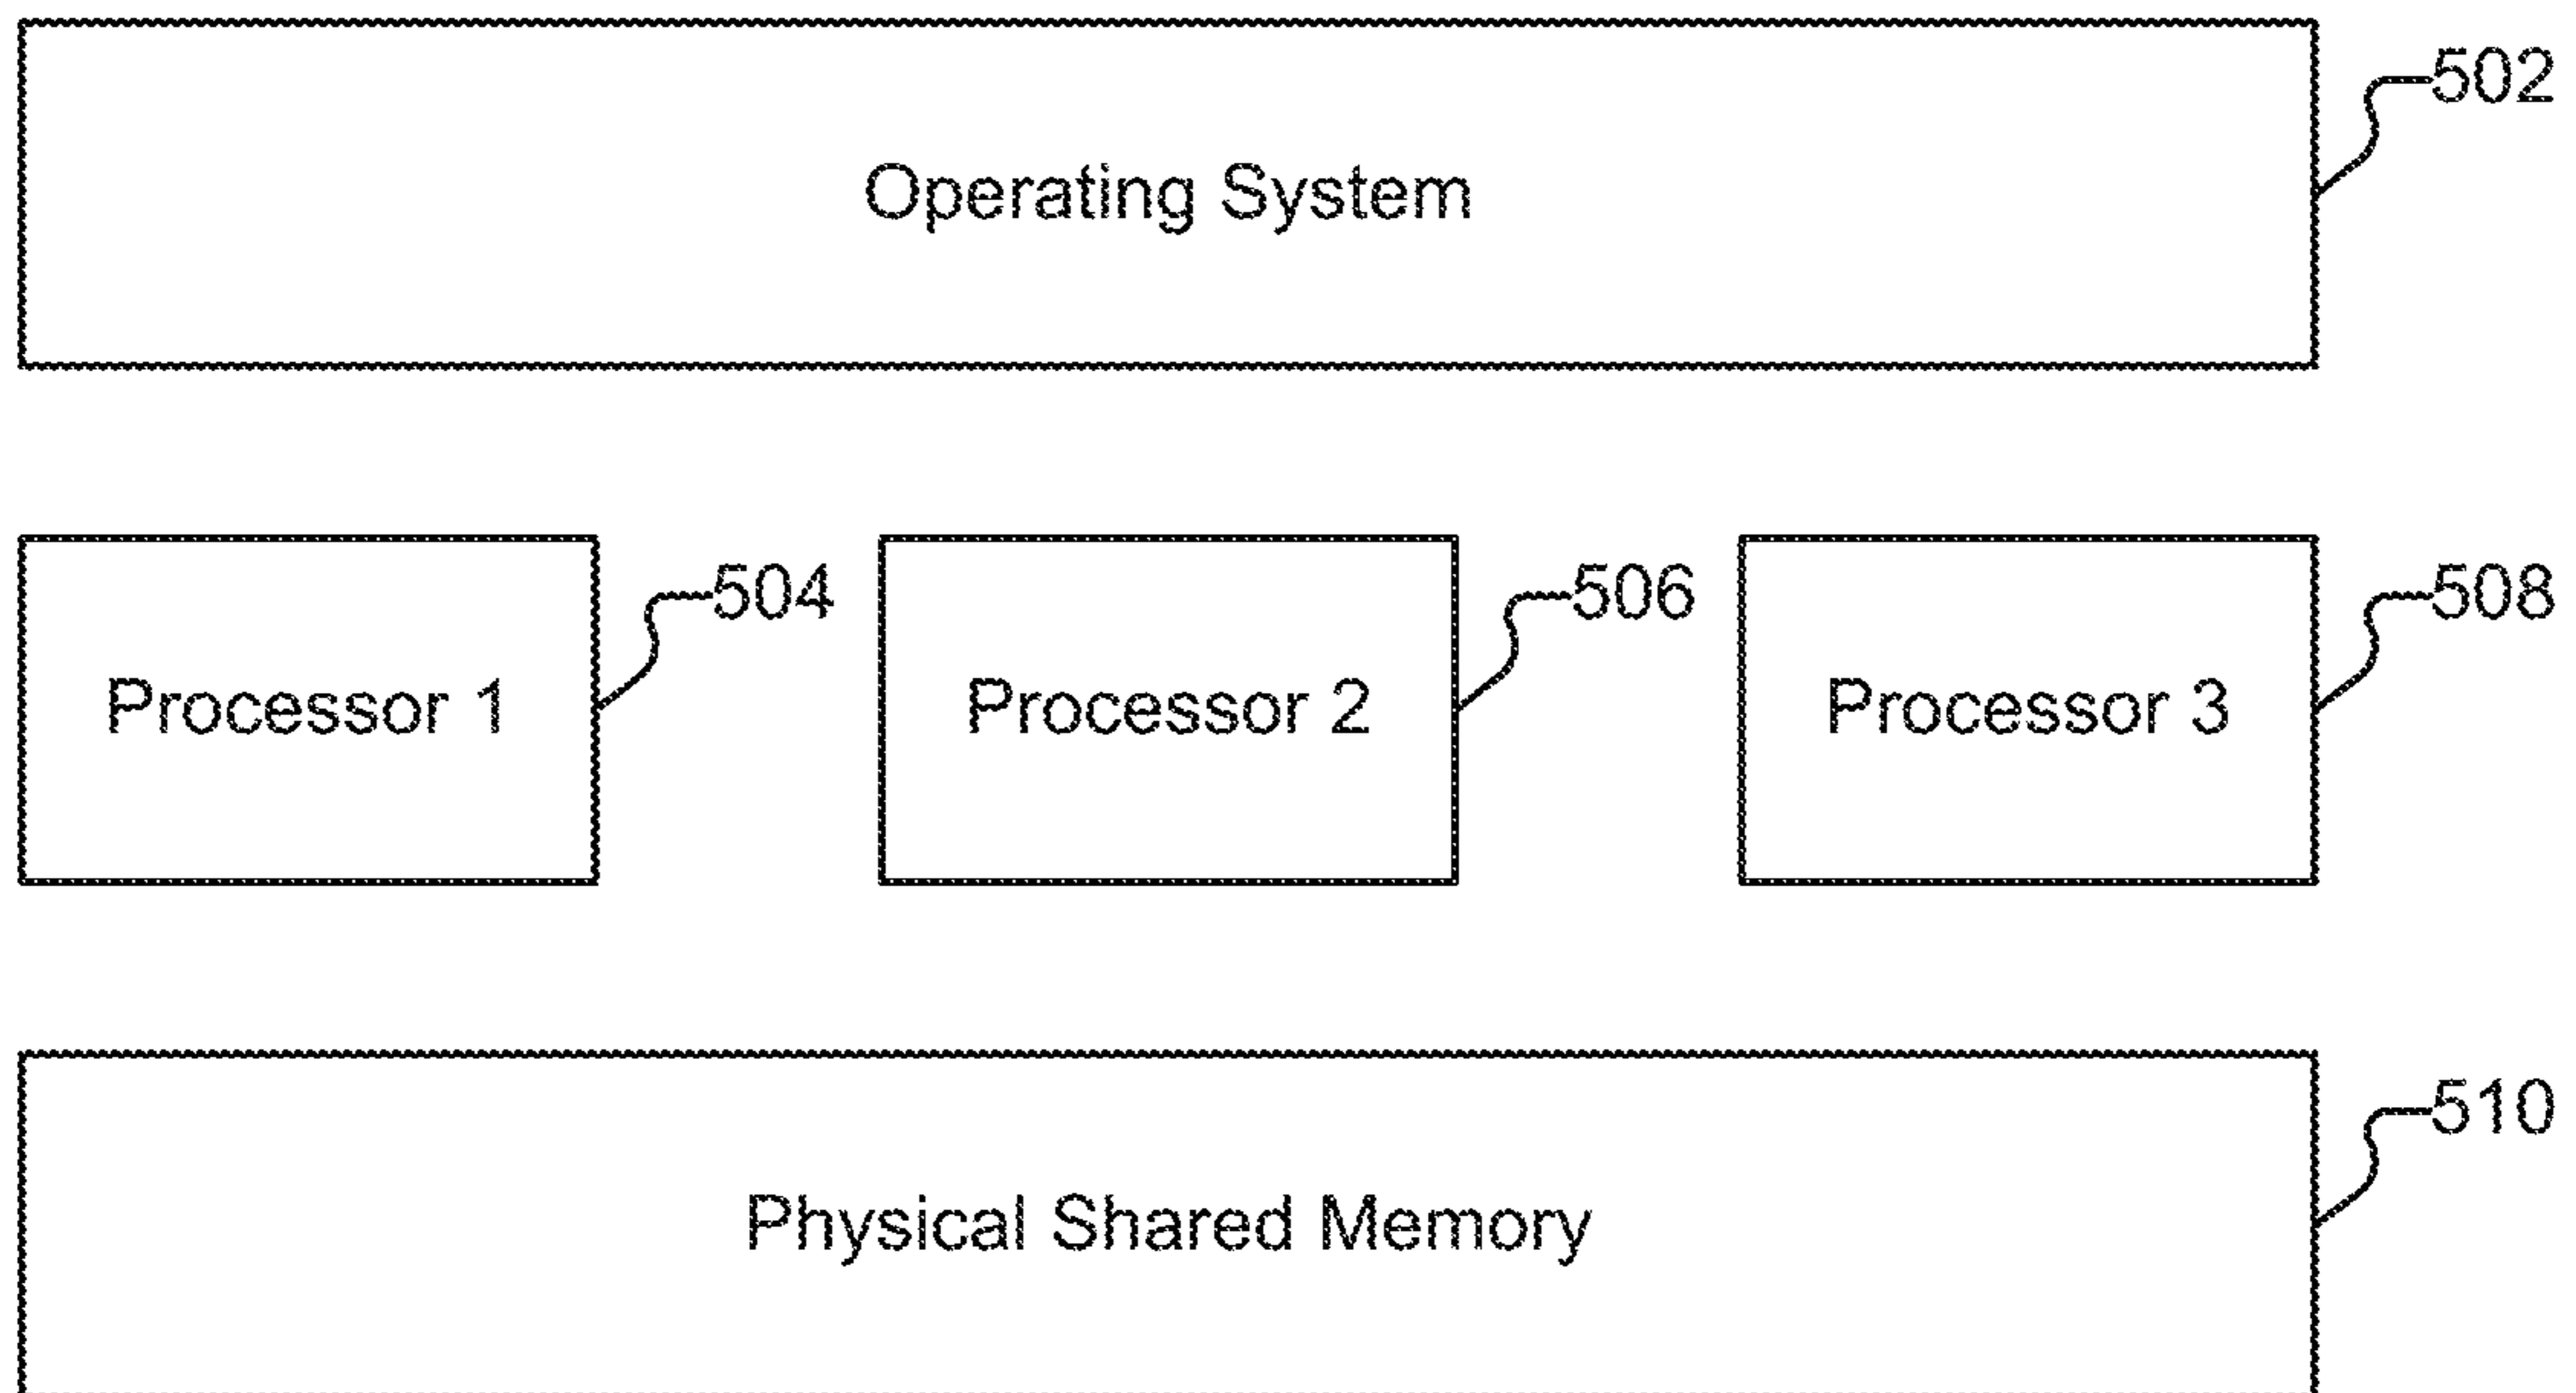 502
Operating System
504
506
508
Processor 1
Processor 2
Processor 3
510
Physical Shared Memory